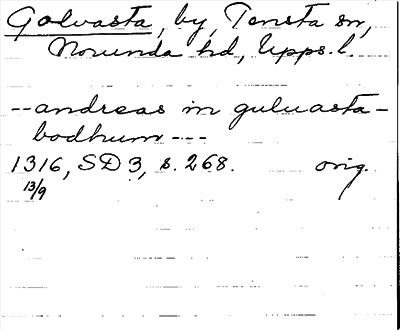 Golvasta, by, Tensta sn,
Norunda hd, Upps. l.
-- andreas in guluasta-
bodhum ---
1316, SD 3, s. 268. orig.
13/9